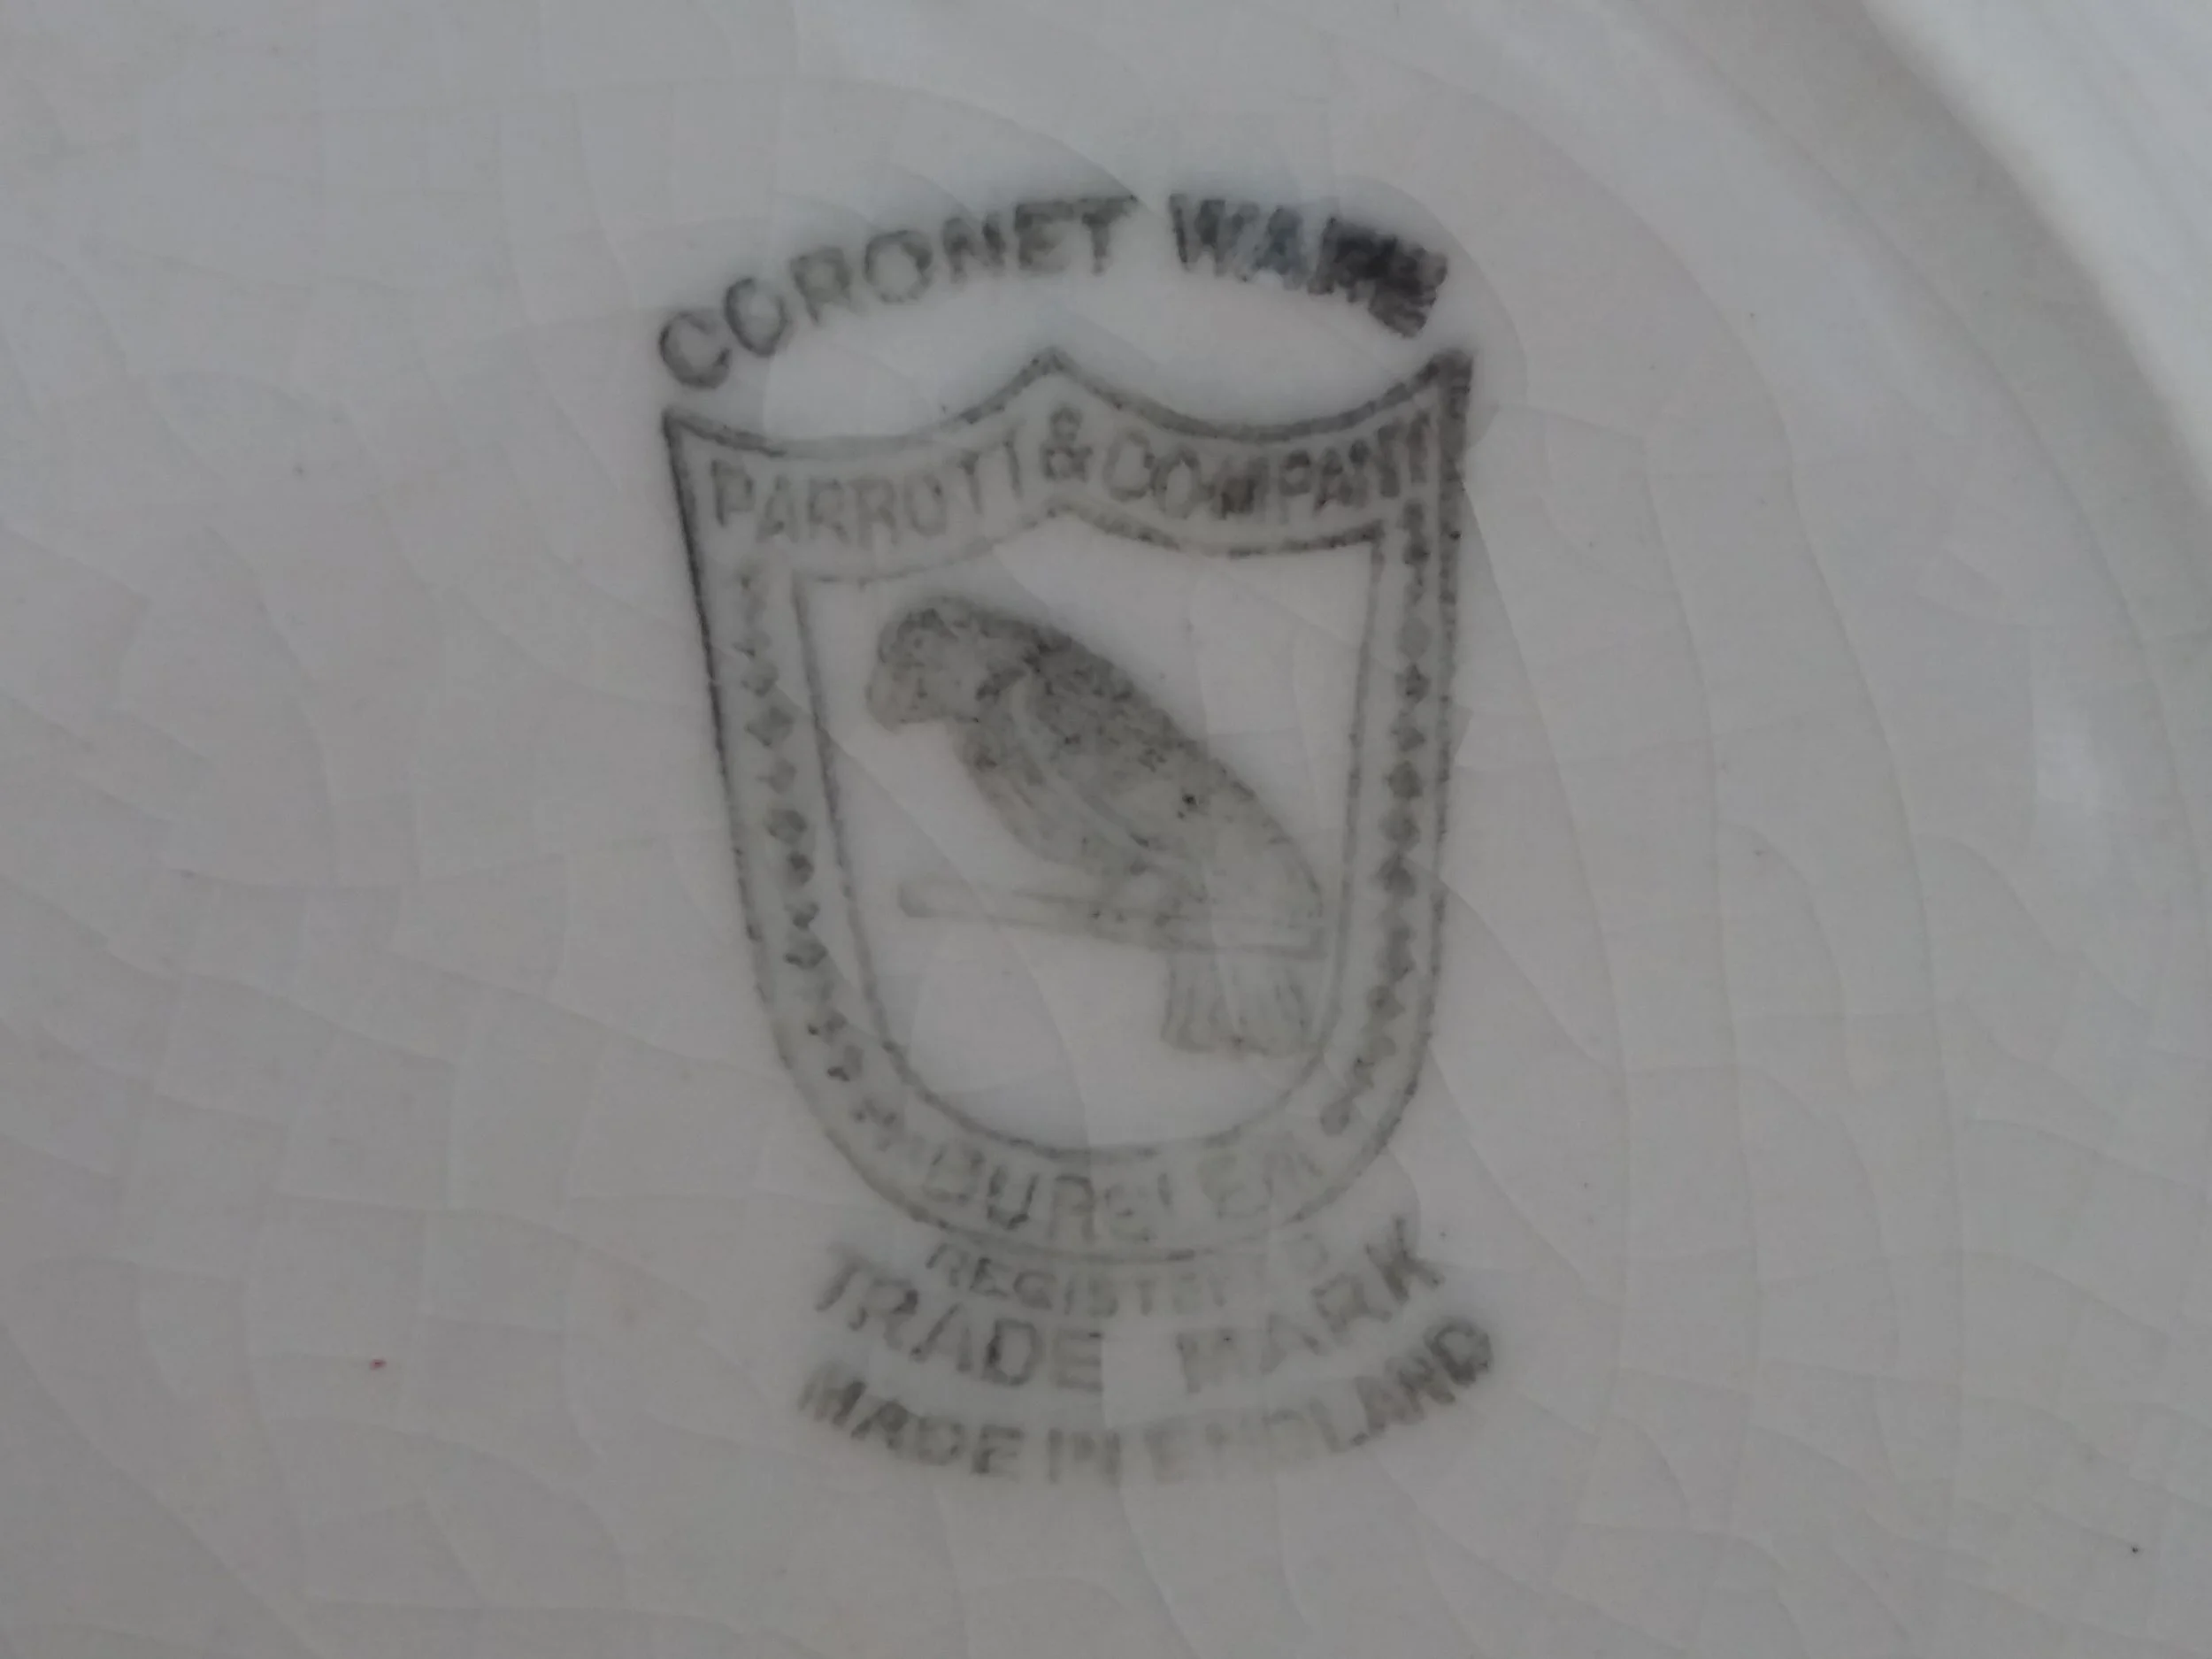 CORONET WARE
PARROTT & COMPANY
BURSLEM
REGISTERED
TRADE MARK
MADE IN ENGLAND